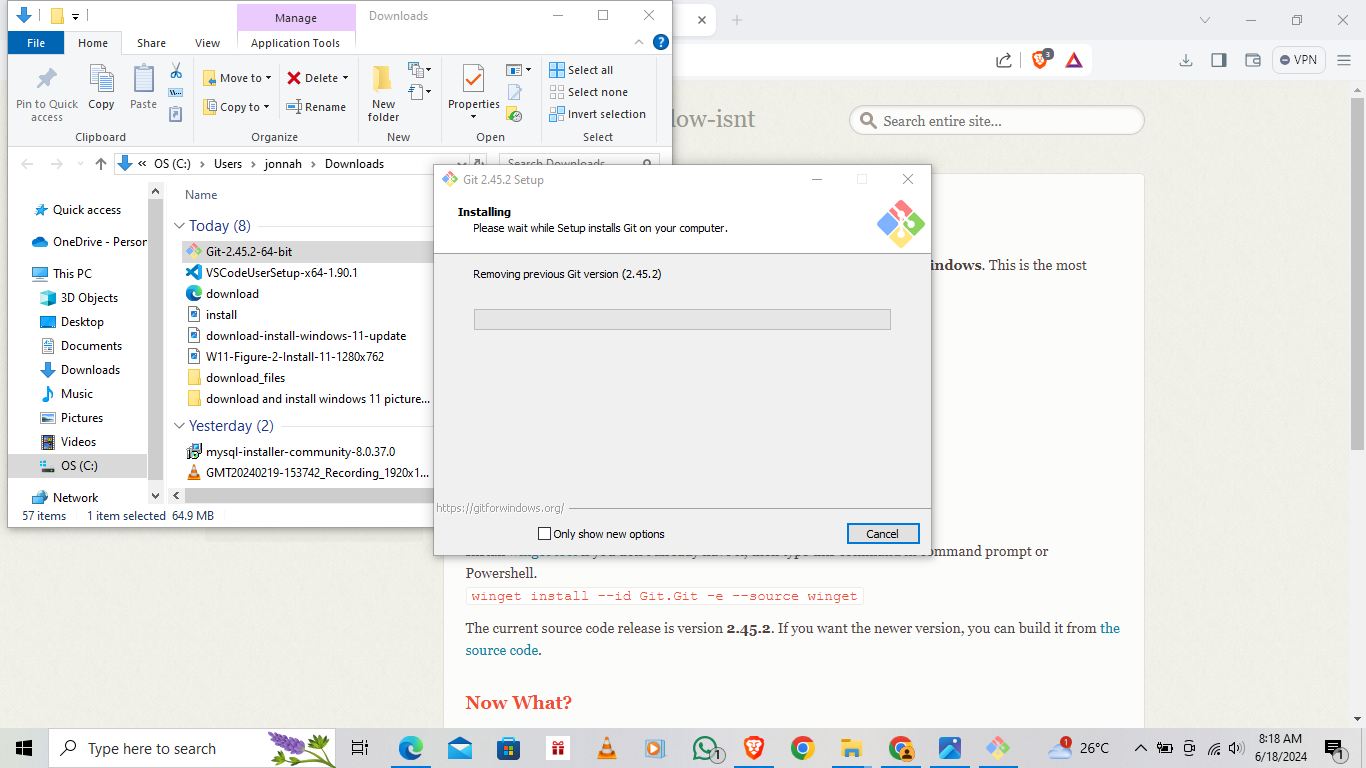 Manage
Downloads
File
Home
Share
View
Application Tools
Pin to Quick
access
Copy
Paste
Move to
Copy to
Delete
Rename
New
folder
Properties
Select all
Select none
Invert selection
Clipboard
Organize
New
Open
Select
« OS (C:) > Users > jonnah > Downloads
Search Downloads
Quick access
OneDrive - Person
This PC
3D Objects
Desktop
Documents
Downloads
Music
Pictures
Videos
OS (C:)
Network
Name
Today (8)
Git-2.45.2-64-bit
VSCodeUserSetup-x64-1.90.1
download
install
download-install-windows-11-update
W11-Figure-2-Install-11-1280x762
download_files
download and install windows 11 picture...
Yesterday (2)
mysql-installer-community-8.0.37.0
GMT20240219-153742_Recording_1920x1...
57 items
1 item selected 64.9 MB
Git 2.45.2 Setup
Installing
Please wait while Setup installs Git on your computer.
Removing previous Git version (2.45.2)
https://gitforwindows.org/
Only show new options
Cancel
3
VPN
low-isnt
Search entire site...
indows. This is the most
command prompt or
Powershell.
winget install --id Git.Git -e --source winget
The current source code release is version 2.45.2. If you want the newer version, you can build it from the
source code.
Now What?
Type here to search
1
1
26°C
8:18 AM
6/18/2024
1